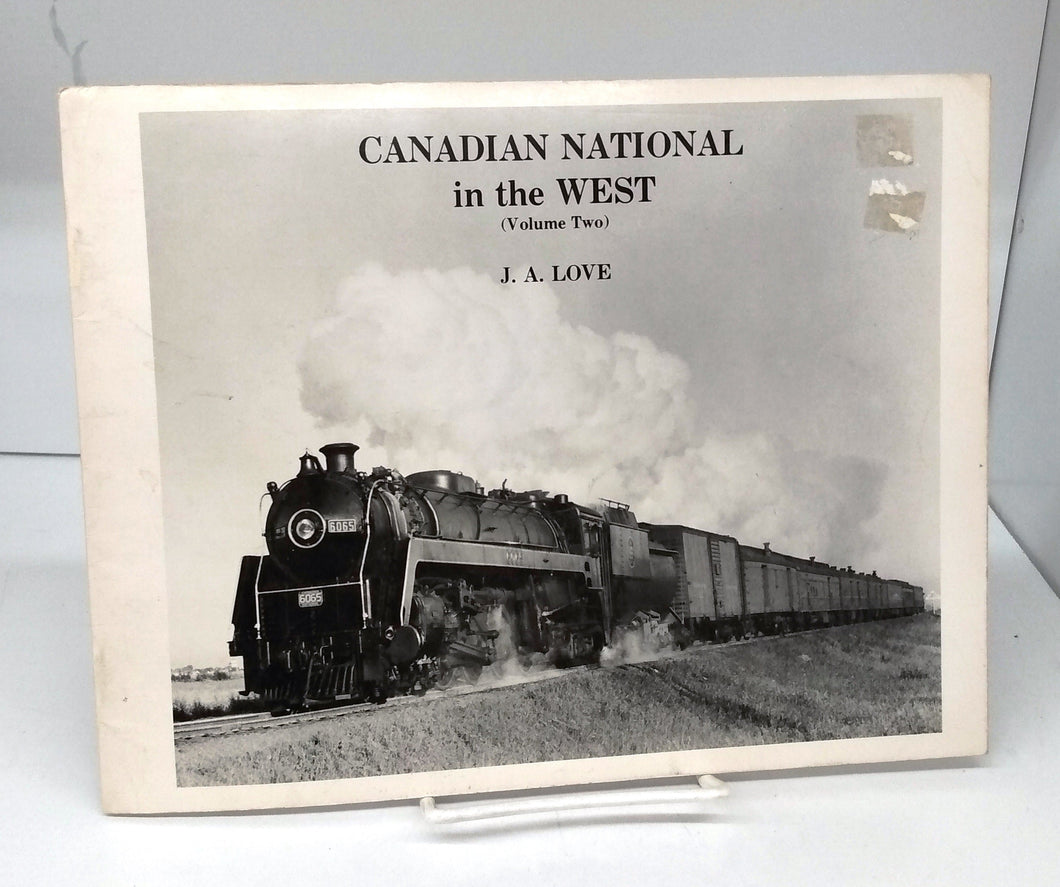 CANADIAN NATIONAL
in the WEST
(Volume Two)
J. A. LOVE
6065
6065